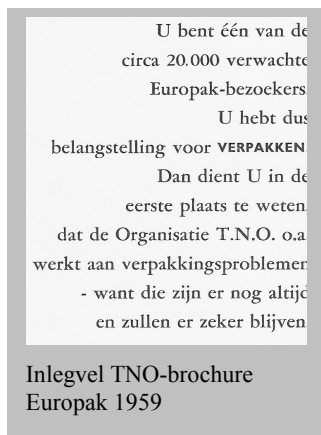 U bent één van de
circa 20.000 verwachte
Europak-bezoekers
U hebt dus
belangstelling voor VERPAKKEN
Dan dient U in de
eerste plaats te weten,
dat de Organisatie T.N.O. o.a.
werkt aan verpakkingsproblemen
- want die zijn er nog altijd
en zullen er zeker blijven
Inlegvel TNO-brochure
Europak 1959